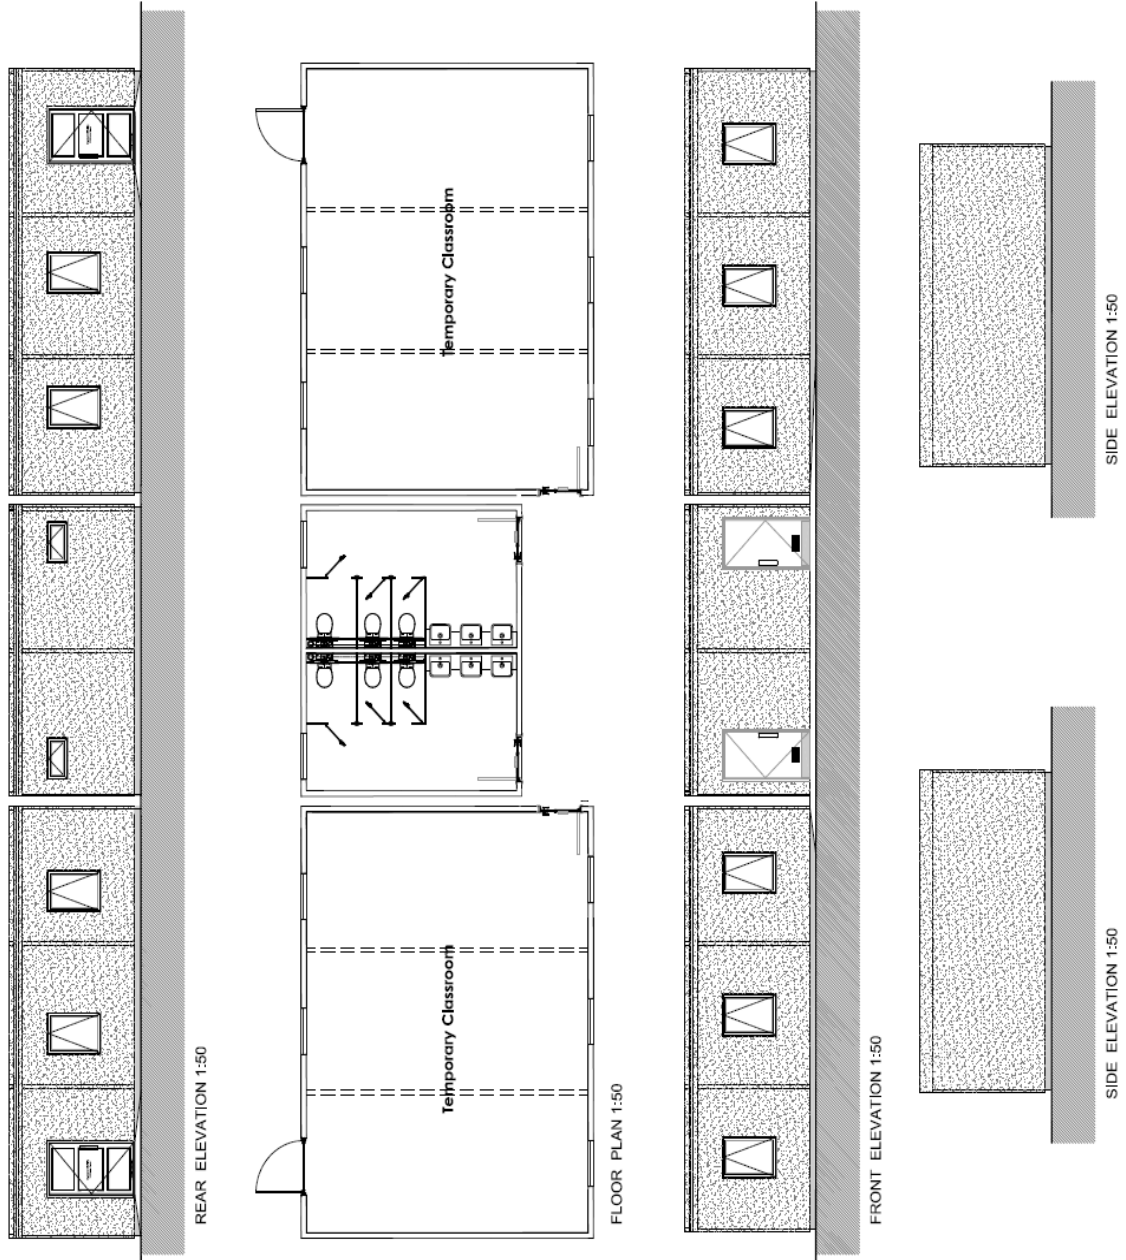 REAR ELEVATION 1:50
Temporary Classroom
Temporary Classroom
FLOOR PLAN 1:50
FRONT ELEVATION 1:50
SIDE ELEVATION 1:50
SIDE ELEVATION 1:50